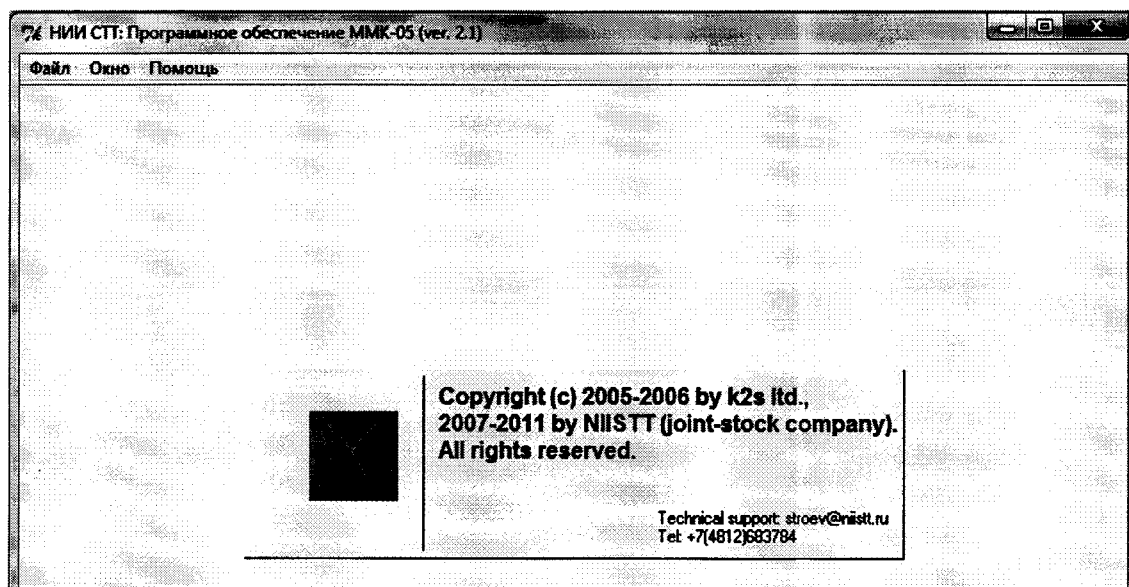 НИИ СТТ: Программное обеспечение ММК-05 (ver. 2.1)
Файл Окно Помощь
Copyright (c) 2005-2006 by k2s ltd.,
2007-2011 by NIISTT (joint-stock company).
All rights reserved.
Technical support: stroev@niistt.ru
Tel: +7(4812)683784